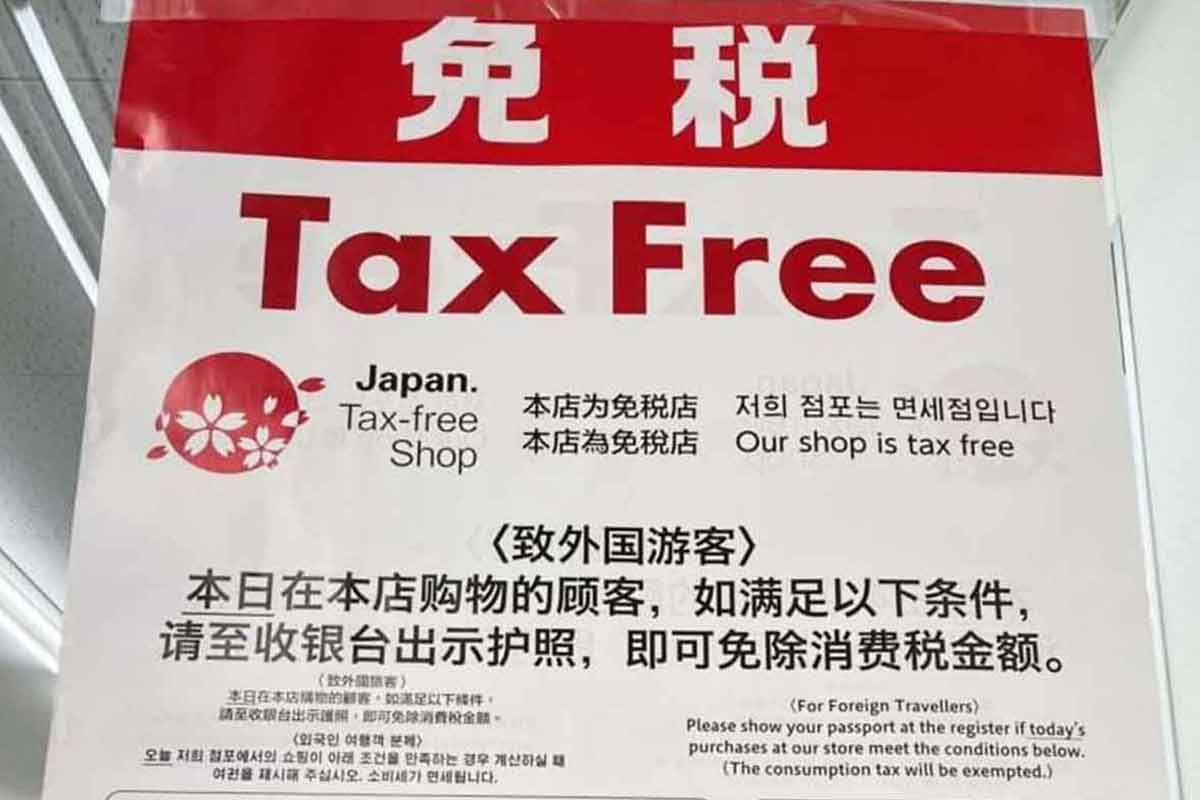 免税
Tax Free
Japan.
Tax-free
Shop
本店为免税店
本店為免稅店
저희 점포는 면세점입니다
Our shop is tax free
〈致外国游客〉
本日在本店购物的顾客，如满足以下条件，
请至收银台出示护照，即可免除消费税金额。
〈致外國旅客〉
本日在本店購物的顧客，如滿足以下條件，
請至收銀台出示護照，即可免除消費稅金額。
〈외국인 여행객 분께〉
오늘 저희 점포에서의 쇼핑이 아래 조건을 만족하는 경우 계산하실 때
여권을 제시해 주십시오. 소비세가 면세됩니다.
〈For Foreign Travellers〉
Please show your passport at the register if today's
purchases at our store meet the conditions below.
(The consumption tax will be exempted.)